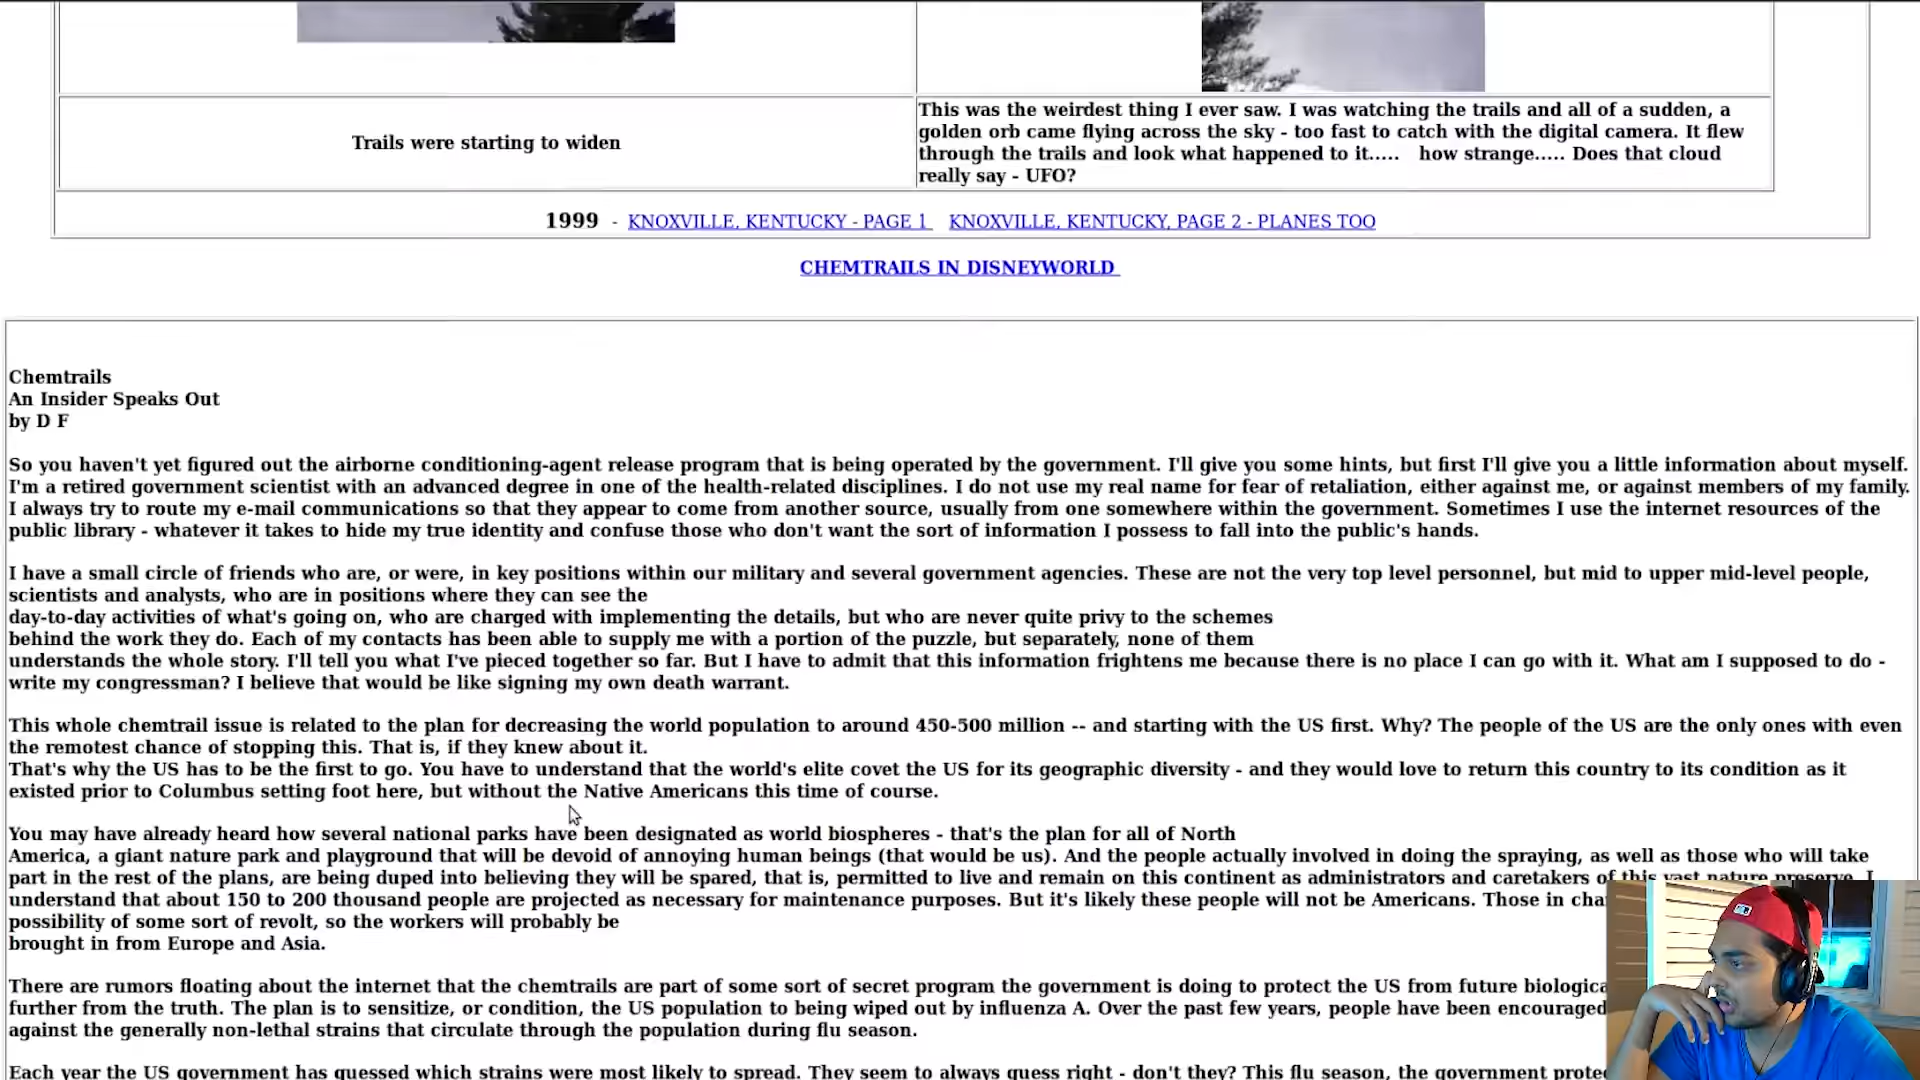 Trails were starting to widen
This was the weirdest thing I ever saw. I was watching the trails and all of a sudden, a
golden orb came flying across the sky - too fast to catch with the digital camera. It flew
through the trails and look what happened to it..... how strange..... Does that cloud
really say - UFO?
1999 - KNOXVILLE, KENTUCKY - PAGE 1 KNOXVILLE, KENTUCKY, PAGE 2 - PLANES TOO
CHEMTRAILS IN DISNEYWORLD
Chemtrails
An Insider Speaks Out
by D F
So you haven't yet figured out the airborne conditioning-agent release program that is being operated by the government. I'll give you some hints, but first I'll give you a little information about myself.
I'm a retired government scientist with an advanced degree in one of the health-related disciplines. I do not use my real name for fear of retaliation, either against me, or against members of my family.
I always try to route my e-mail communications so that they appear to come from another source, usually from one somewhere within the government. Sometimes I use the internet resources of the
public library - whatever it takes to hide my true identity and confuse those who don't want the sort of information I possess to fall into the public's hands.
I have a small circle of friends who are, or were, in key positions within our military and several government agencies. These are not the very top level personnel, but mid to upper mid-level people,
scientists and analysts, who are in positions where they can see the
day-to-day activities of what's going on, who are charged with implementing the details, but who are never quite privy to the schemes
behind the work they do. Each of my contacts has been able to supply me with a portion of the puzzle, but separately, none of them
understands the whole story. I'll tell you what I've pieced together so far. But I have to admit that this information frightens me because there is no place I can go with it. What am I supposed to do -
write my congressman? I believe that would be like signing my own death warrant.
This whole chemtrail issue is related to the plan for decreasing the world population to around 450-500 million -- and starting with the US first. Why? The people of the US are the only ones with even
the remotest chance of stopping this. That is, if they knew about it.
That's why the US has to be the first to go. You have to understand that the world's elite covet the US for its geographic diversity - and they would love to return this country to its condition as it
existed prior to Columbus setting foot here, but without the Native Americans this time of course.
You may have already heard how several national parks have been designated as world biospheres - that's the plan for all of North
America, a giant nature park and playground that will be devoid of annoying human beings (that would be us). And the people actually involved in doing the spraying, as well as those who will take
part in the rest of the plans, are being duped into believing they will be spared, that is, permitted to live and remain on this continent as administrators and caretakers of this vast nature preserve. I
understand that about 150 to 200 thousand people are projected as necessary for maintenance purposes. But it's likely these people will not be Americans. Those in
possibility of some sort of revolt, so the workers will probably be
brought in from Europe and Asia.
There are rumors floating about the internet that the chemtrails are part of some sort of secret program the government is doing to protect the US from future
further from the truth. The plan is to sensitize, or condition, the US population to being wiped out by influenza A. Over the past few years, people have been encouraged
against the generally non-lethal strains that circulate through the population during flu season.
Each year the US government has guessed which strains were most likely to spread. They seem to always guess right - don't they? This flu season, the government